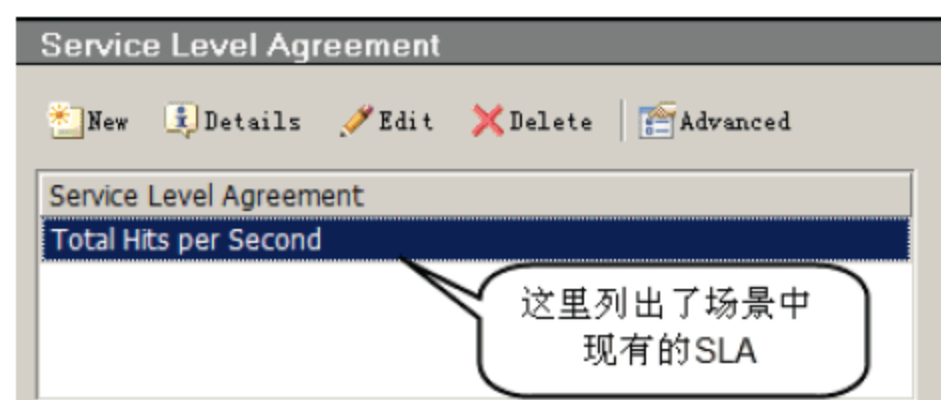 Service Level Agreement
New Details Edit Delete Advanced
Service Level Agreement
Total Hits per Second
这里列出了场景中
现有的SLA